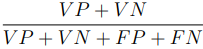 VP + VN
VP + VN + FP + FN